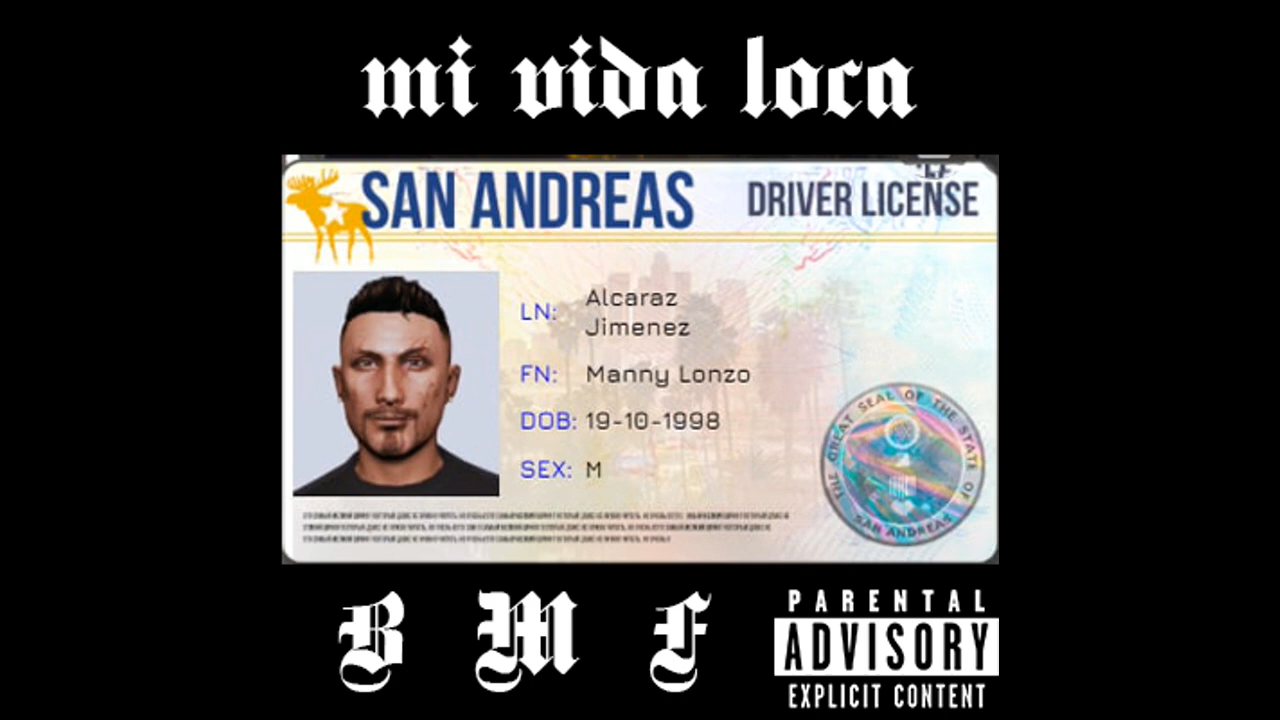 mi vida loca
SAN ANDREAS
DRIVER LICENSE
LN: Alcaraz
Jimenez
FN: Manny Lonzo
DOB: 19-10-1998
SEX: M
THE GREAT SEAL OF THE STATE OF
SAN ANDREAS
B M F
PARENTAL
ADVISORY
EXPLICIT CONTENT